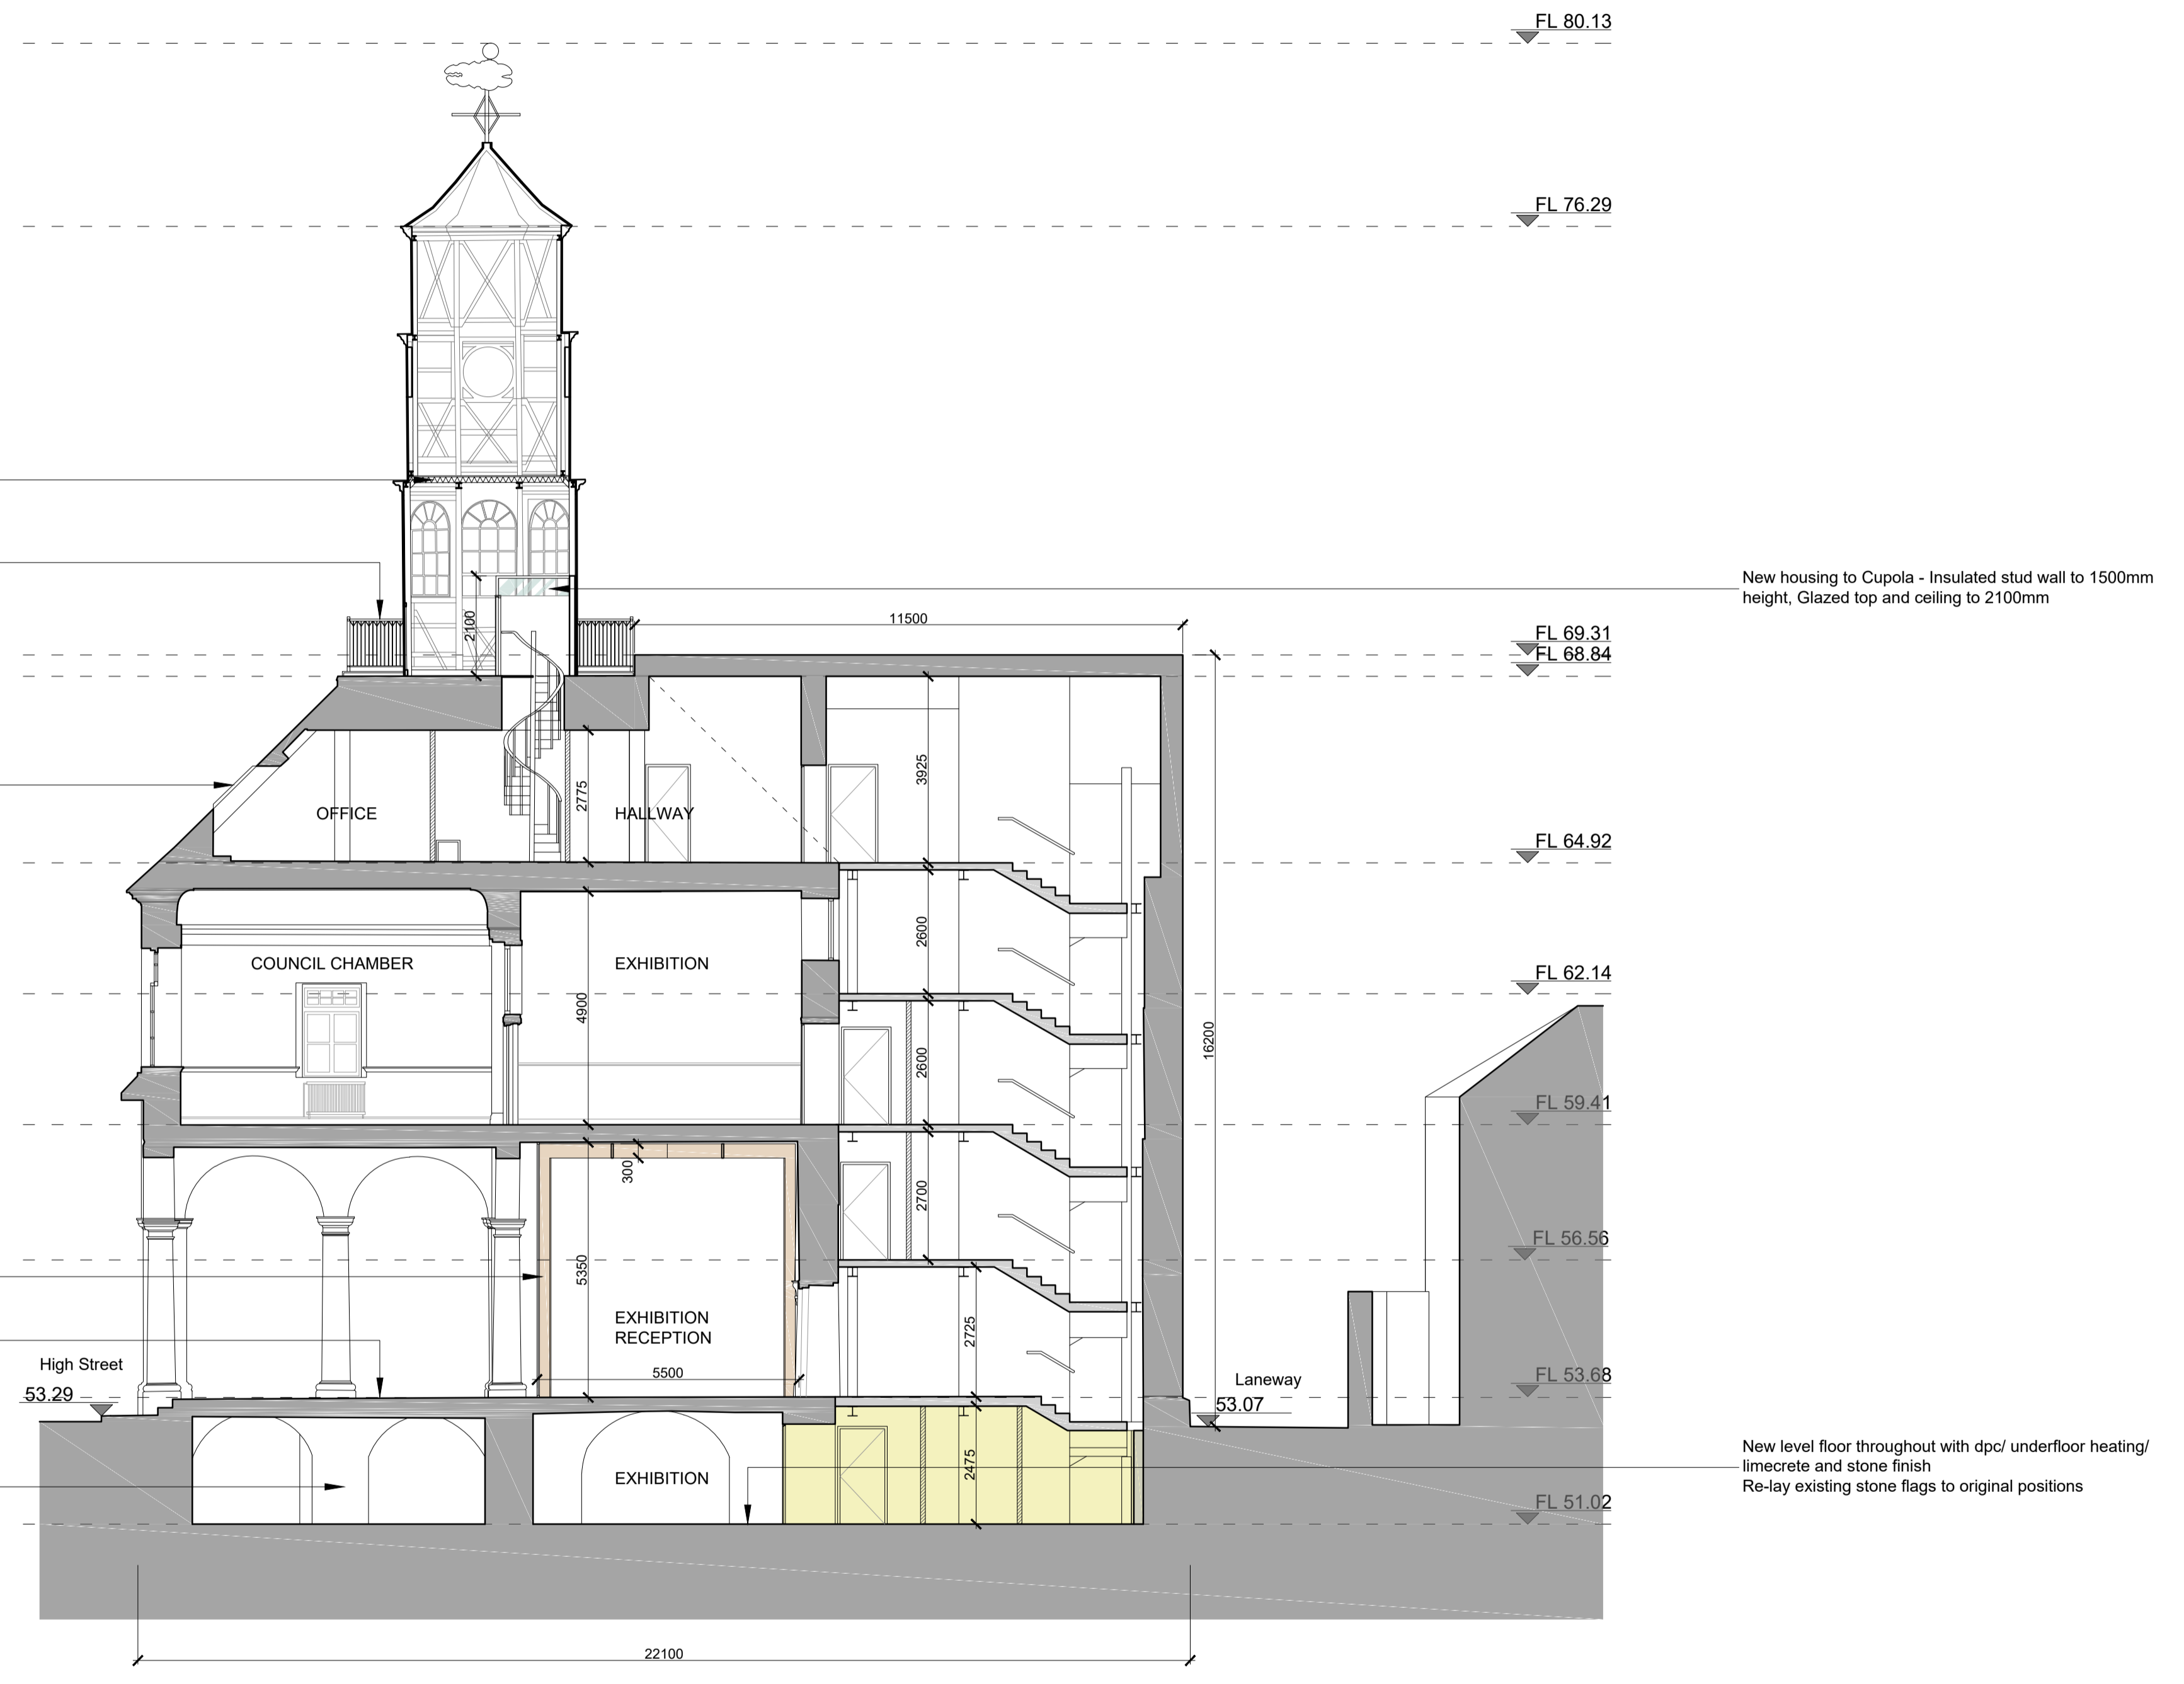 FL 80.13
FL 76.29
New housing to Cupola - Insulated stud wall to 1500mm
height, Glazed top and ceiling to 2100mm
2100
11500
FL 69.31
FL 68.84
3925
2775
OFFICE
HALLWAY
FL 64.92
2600
COUNCIL CHAMBER
EXHIBITION
FL 62.14
4900
16200
2600
FL 59.41
300
2700
FL 56.56
5350
EXHIBITION
RECEPTION
2725
High Street
5500
Laneway
FL 53.68
53.29
53.07
New level floor throughout with dpc/ underfloor heating/
limecrete and stone finish
Re-lay existing stone flags to original positions
2475
EXHIBITION
FL 51.02
22100